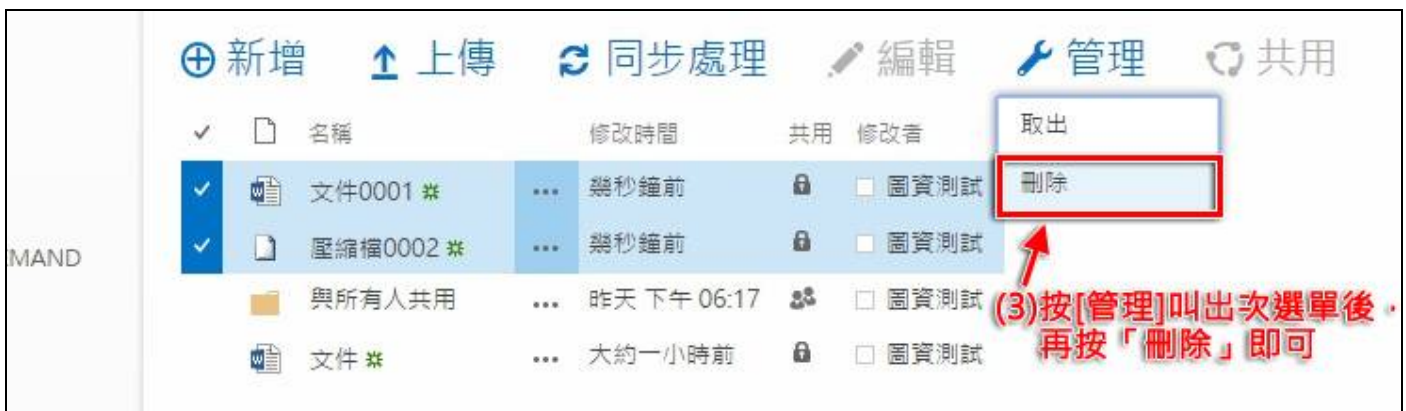 新增 上傳 同步處理 編輯 管理 共用
名稱 修改時間 共用 修改者 取出
文件0001 ... 幾秒鐘前 圖資測試 刪除
壓縮檔0002 ... 幾秒鐘前 圖資測試
MAND
與所有人共用 ... 昨天 下午 06:17 圖資測試
(3)按[管理]叫出次選單後，
再按「刪除」即可
文件 ... 大約一小時前 圖資測試